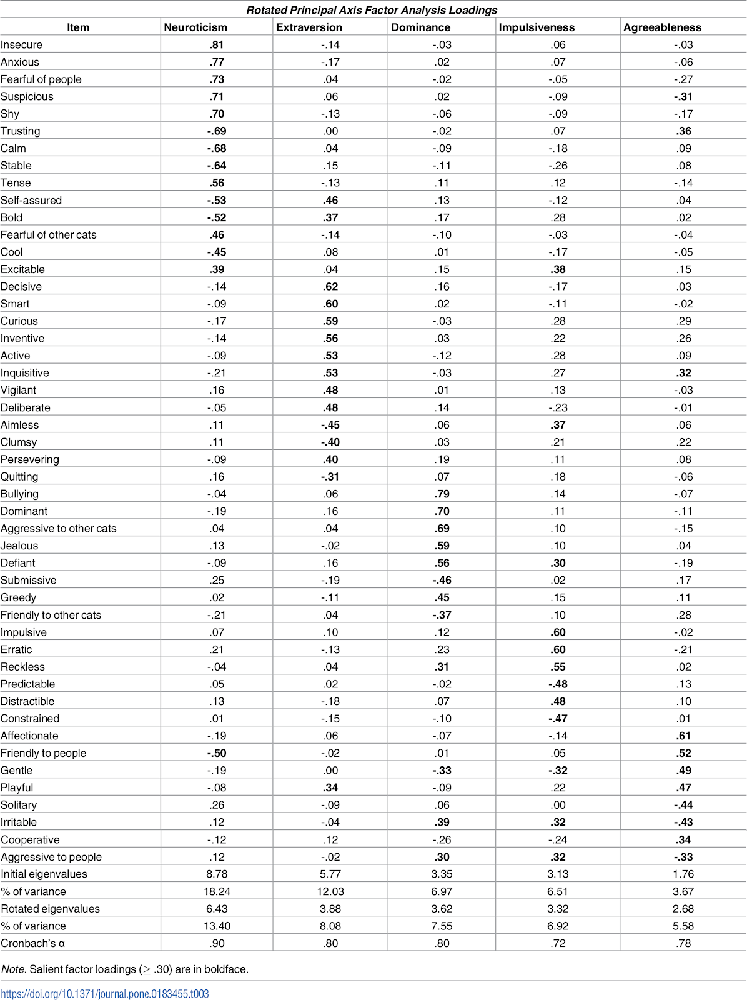 Rotated Principal Axis Factor Analysis Loadings
Item Neuroticism Extraversion Dominance Impulsiveness Agreeableness
Insecure .81 -.14 -.03 .06 -.03
Anxious .77 -.17 .02 .07 -.06
Fearful of people .73 .04 -.02 -.05 -.27
Suspicious .71 .06 .02 -.09 -.31
Shy .70 -.13 -.06 -.09 -.17
Trusting -.69 .00 -.02 .07 .36
Calm -.68 .04 -.09 -.18 .09
Stable -.64 .15 -.11 -.26 .08
Tense .56 -.13 .11 .12 -.14
Self-assured -.53 .46 .13 -.12 .04
Bold -.52 .37 .17 .28 .02
Fearful of other cats .46 -.14 -.10 -.03 -.04
Cool -.45 .08 .01 -.17 -.05
Excitable .39 .04 .15 .38 .15
Decisive -.14 .62 .16 -.17 .03
Smart -.09 .60 .02 -.11 -.02
Curious -.17 .59 -.03 .28 .29
Inventive -.14 .56 .03 .22 .26
Active -.09 .53 -.12 .28 .09
Inquisitive -.21 .53 -.03 .27 .32
Vigilant .16 .48 .01 .13 -.03
Deliberate -.05 .48 .14 -.23 -.01
Aimless .11 -.45 .06 .37 .06
Clumsy .11 -.40 .03 .21 .22
Persevering -.09 .40 .19 .11 .08
Quitting .16 -.31 .07 .18 -.06
Bullying -.04 .06 .79 .14 -.07
Dominant -.19 .16 .70 .11 -.11
Aggressive to other cats .04 .04 .69 .10 -.15
Jealous .13 -.02 .59 .10 .04
Defiant -.09 .16 .56 .30 -.19
Submissive .25 -.19 -.46 .02 .17
Greedy .02 -.11 .45 .15 .11
Friendly to other cats -.21 .04 -.37 .10 .28
Impulsive .07 .10 .12 .60 -.02
Erratic .21 -.13 .23 .60 -.21
Reckless -.04 .04 .31 .55 .02
Predictable .05 .02 -.02 -.48 .13
Distractible .13 -.18 .07 .48 .10
Constrained .01 -.15 -.10 -.47 .01
Affectionate -.19 .06 -.07 -.14 .61
Friendly to people -.50 -.02 .01 .05 .52
Gentle -.19 .00 -.33 -.32 .49
Playful -.08 .34 -.09 .22 .47
Solitary .26 -.09 .06 .00 -.44
Irritable .12 -.04 .39 .32 -.43
Cooperative -.12 .12 -.26 -.24 .34
Aggressive to people .12 -.02 .30 .32 -.33
Initial eigenvalues 8.78 5.77 3.35 3.13 1.76
% of variance 18.24 12.03 6.97 6.51 3.67
Rotated eigenvalues 6.43 3.88 3.62 3.32 2.68
% of variance 13.40 8.08 7.55 6.92 5.58
Cronbach's α .90 .80 .80 .72 .78
Note. Salient factor loadings (≥ .30) are in boldface.
https://doi.org/10.1371/journal.pone.0183455.t003